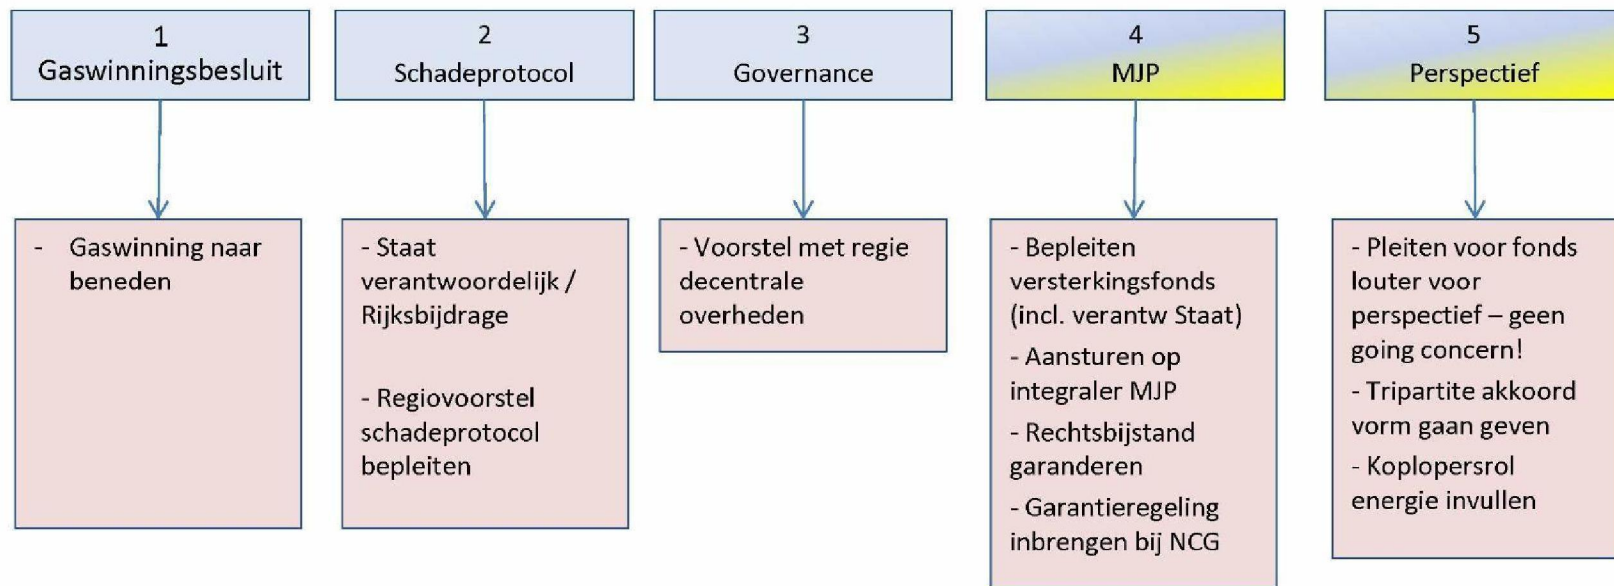 1
Gaswinningsbesluit
2
Schadeprotocol
3
Governance
4
MJP
5
Perspectief
- Gaswinning naar
beneden
- Staat
verantwoordelijk /
Rijksbijdrage
- Regiovoorstel
schadeprotocol
bepleiten
- Voorstel met regie
decentrale
overheden
- Bepleiten
versterkingsfonds
(incl. verantw Staat)
- Aansturen op
integraler MJP
- Rechtsbijstand
garanderen
- Garantieregeling
inbrengen bij NCG
- Pleiten voor fonds
louter voor
perspectief – geen
going concern!
- Tripartite akkoord
vorm gaan geven
- Koplopersrol
energie invullen